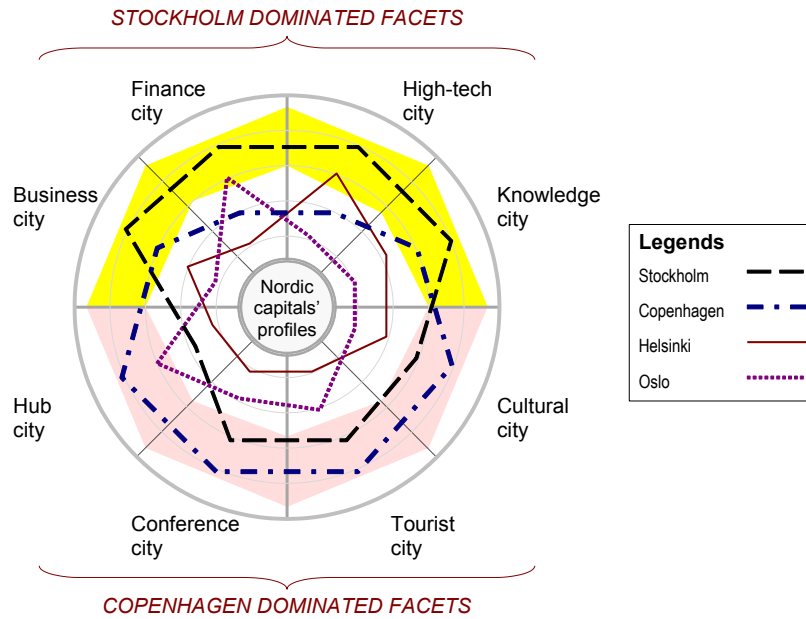 STOCKHOLM DOMINATED FACETS
Finance
city
High-tech
city
Business
city
Knowledge
city
Nordic
capitals’
profiles
Legends
Stockholm
Copenhagen
Helsinki
Oslo
Hub
city
Cultural
city
Conference
city
Tourist
city
COPENHAGEN DOMINATED FACETS